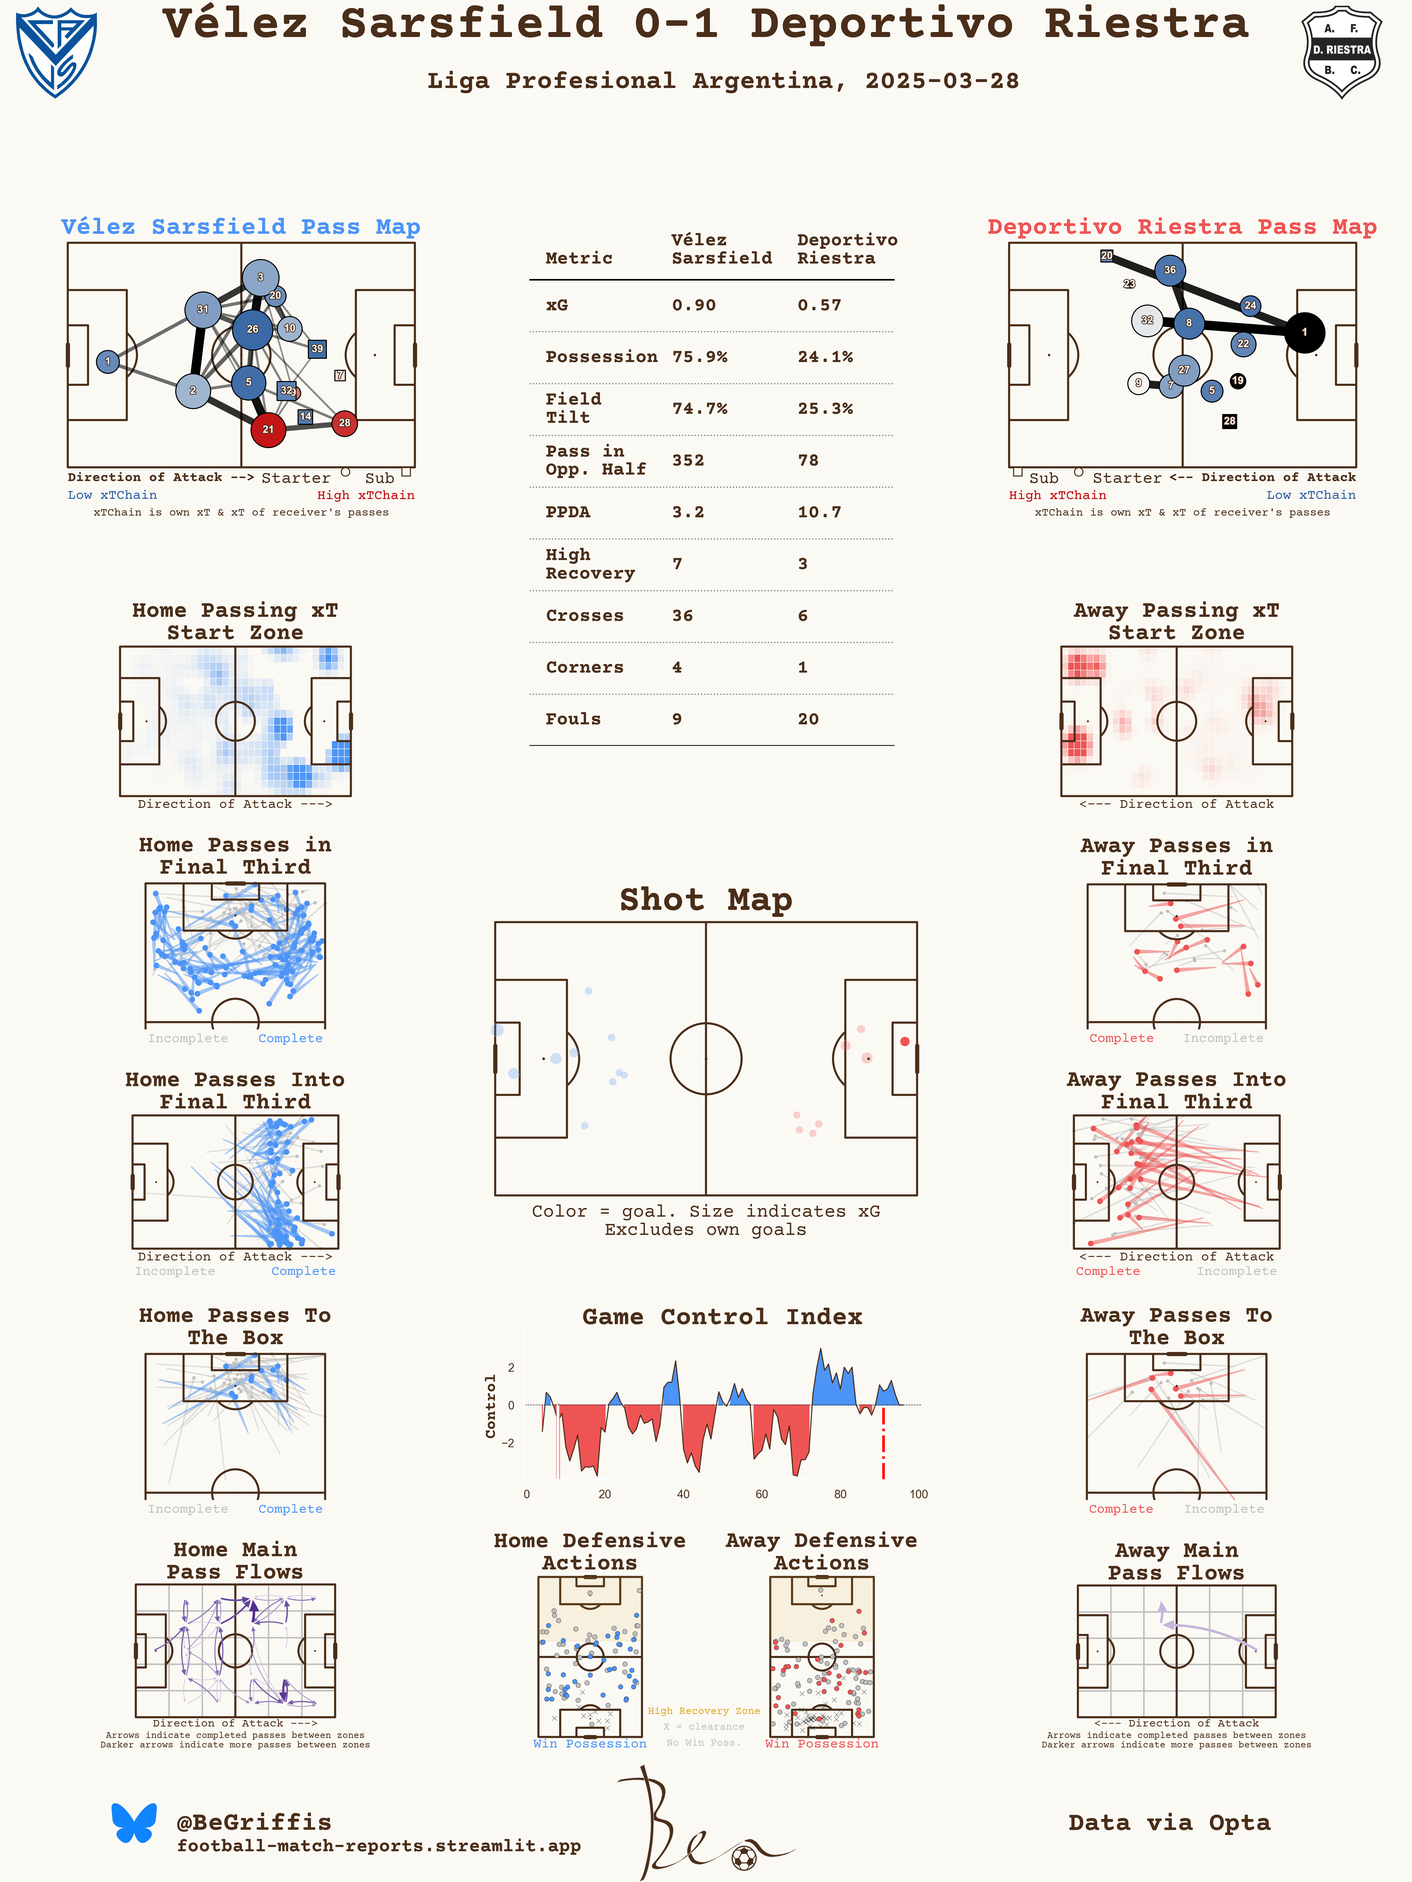 Vélez Sarsfield 0-1 Deportivo Riestra
Liga Profesional Argentina, 2025-03-28
A. F.
D. RIESTRA
B. C.
Vélez Sarsfield Pass Map
1
31
2
3
20
26
10
39
5
32
7
14
21
28
Direction of Attack --> Starter Sub
Low xTChain High xTChain
xTChain is own xT & xT of receiver's passes
Metric Vélez Sarsfield Deportivo Riestra
xG 0.90 0.57
Possession 75.9% 24.1%
Field Tilt 74.7% 25.3%
Pass in Opp. Half 352 78
PPDA 3.2 10.7
High Recovery 7 3
Crosses 36 6
Corners 4 1
Fouls 9 20
Deportivo Riestra Pass Map
20
36
23
32
8
24
1
22
27
9
7
5
19
28
Sub Starter <-- Direction of Attack
High xTChain Low xTChain
xTChain is own xT & xT of receiver's passes
Home Passing xT
Start Zone
Direction of Attack --->
Away Passing xT
Start Zone
<--- Direction of Attack
Home Passes in
Final Third
Incomplete Complete
Away Passes in
Final Third
Complete Incomplete
Shot Map
Color = goal. Size indicates xG
Excludes own goals
Home Passes Into
Final Third
Direction of Attack --->
Incomplete Complete
Away Passes Into
Final Third
<--- Direction of Attack
Complete Incomplete
Home Passes To
The Box
Incomplete Complete
Game Control Index
Control
2
0
−2
0 20 40 60 80 100
Away Passes To
The Box
Complete Incomplete
Home Main
Pass Flows
Direction of Attack --->
Arrows indicate completed passes between zones
Darker arrows indicate more passes between zones
Home Defensive
Actions
Win Possession
High Recovery Zone
X = clearance
No Win Poss.
Away Defensive
Actions
Win Possession
Away Main
Pass Flows
<--- Direction of Attack
Arrows indicate completed passes between zones
Darker arrows indicate more passes between zones
@BeGriffis
football-match-reports.streamlit.app
Ben
Data via Opta